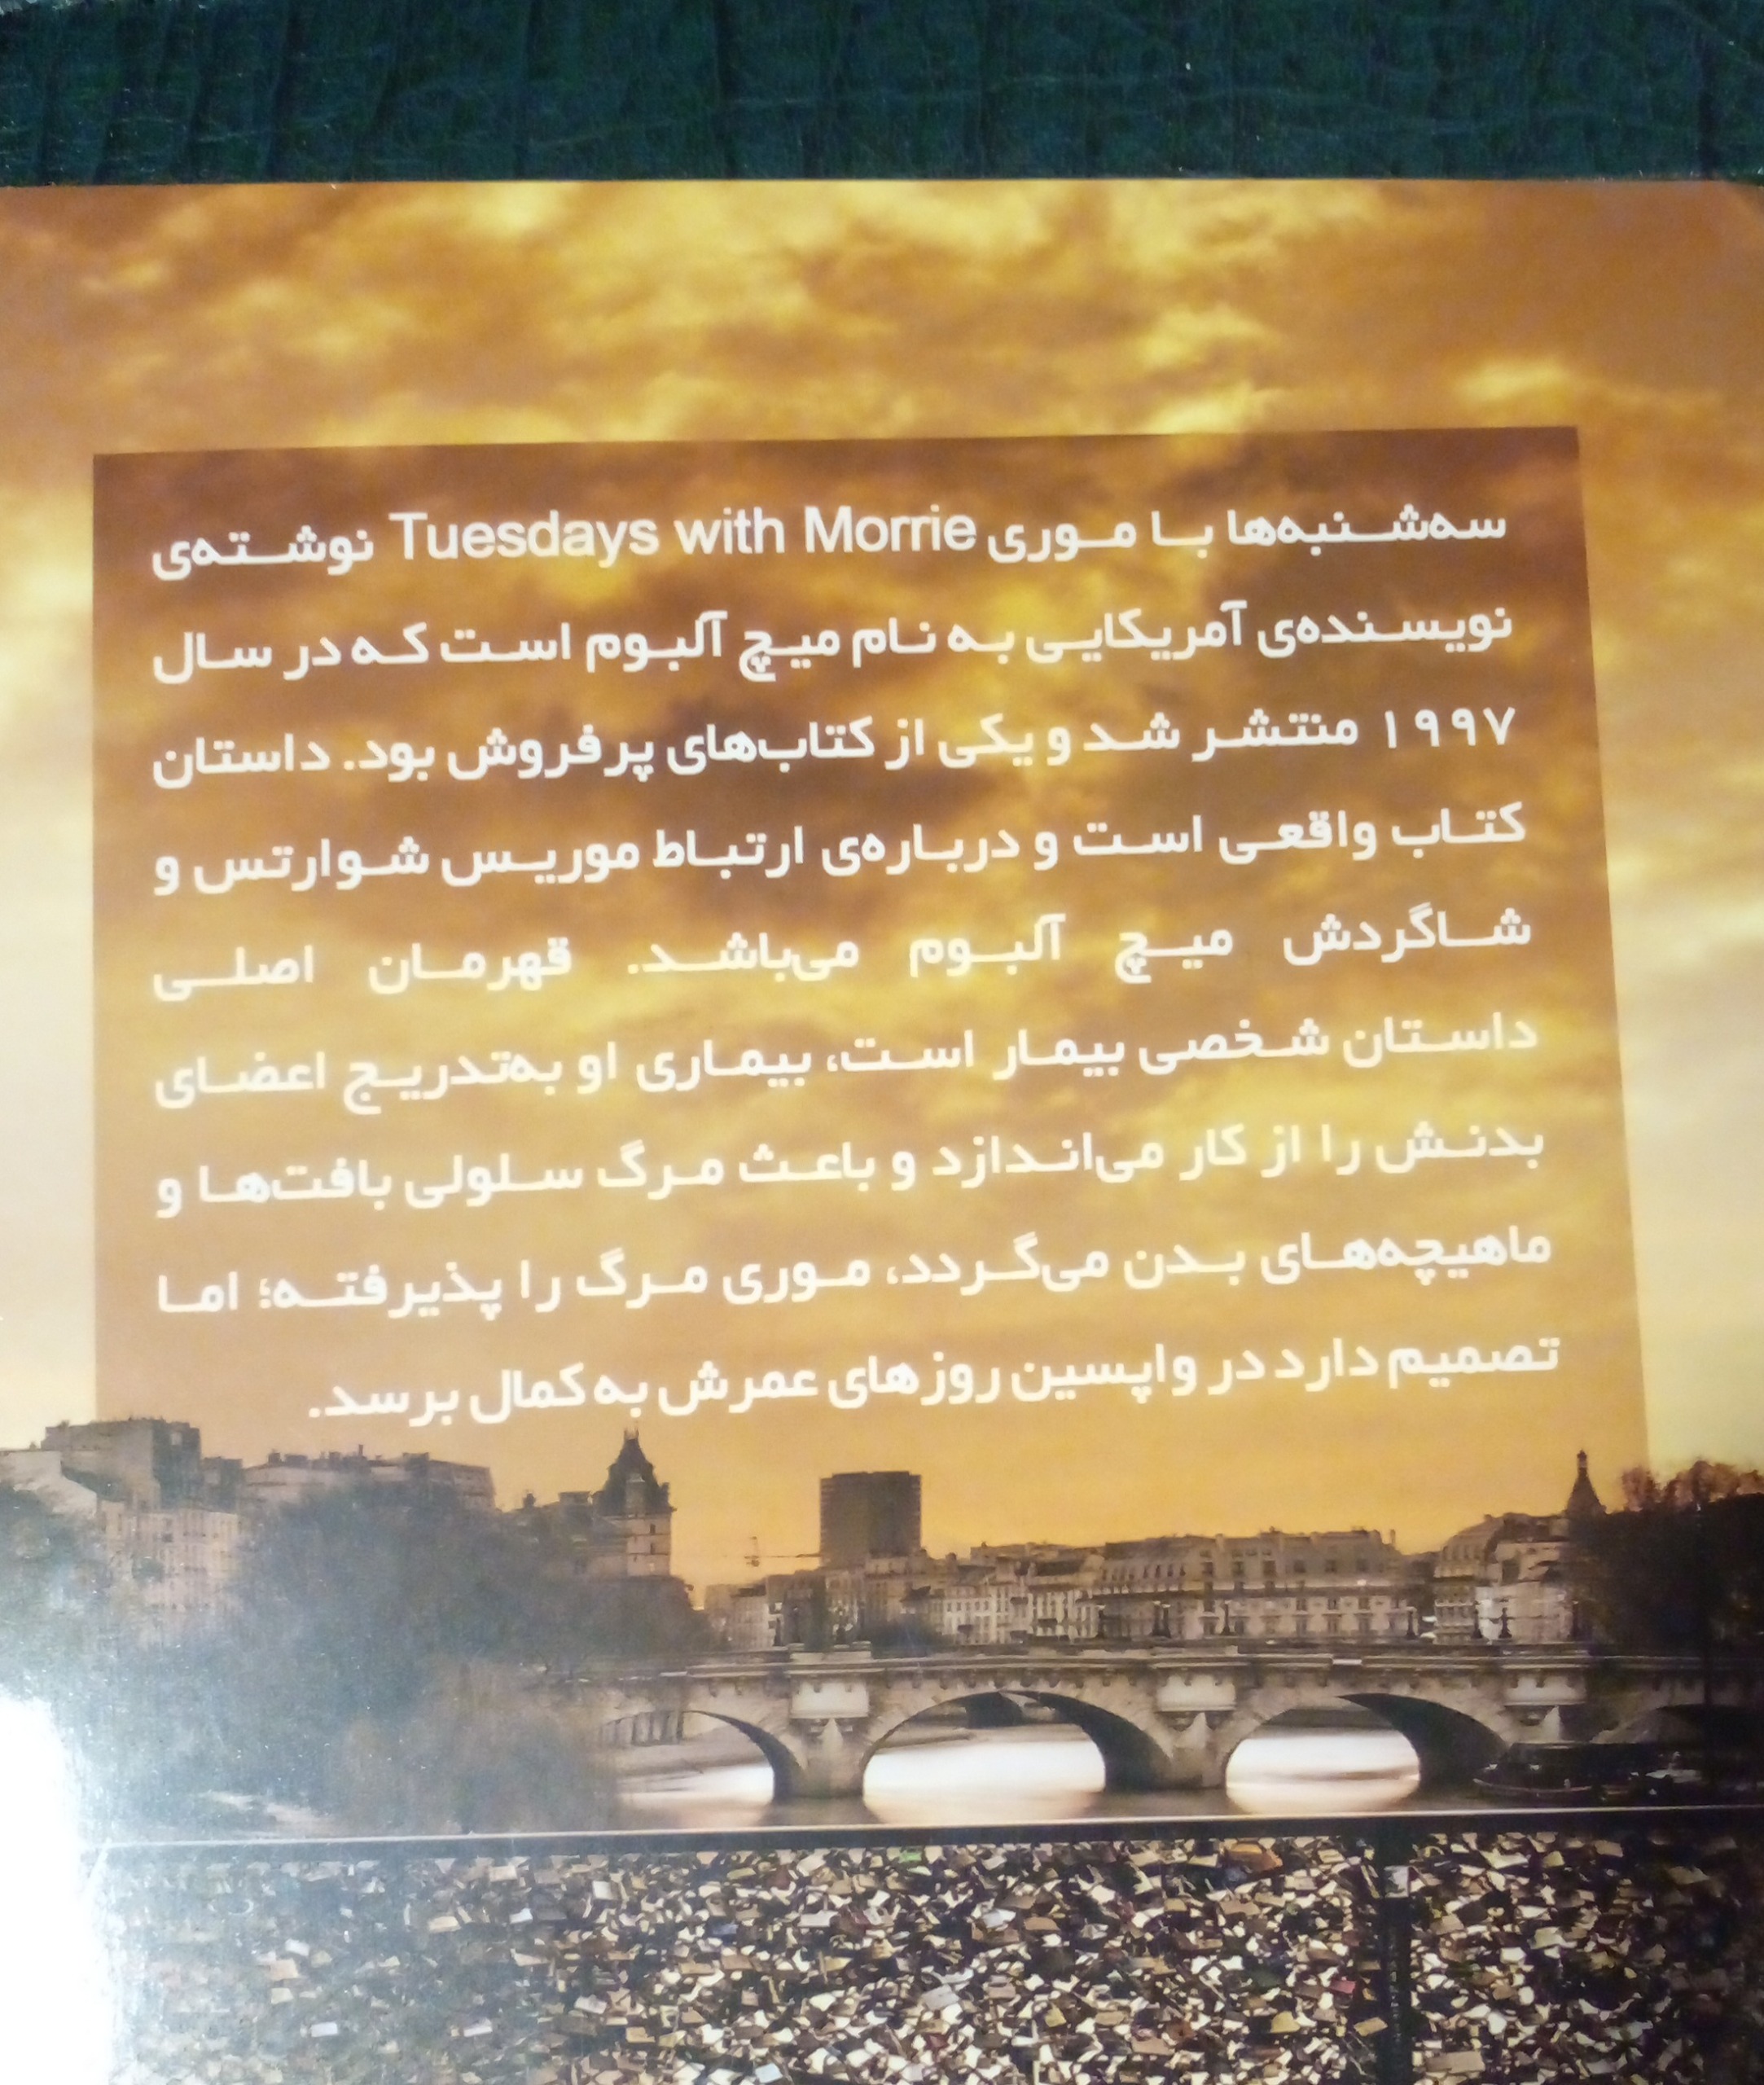 سه‌شنبه‌ها با موری Tuesdays with Morrie نوشته‌ی
نویسنده‌ی آمریکایی به نام میچ آلبوم است که در سال
۱۹۹۷ منتشر شد و یکی از کتاب‌های پرفروش بود. داستان
کتاب واقعی است و درباره‌ی ارتباط موریس شوارتس و
شاگردش میچ آلبوم می‌باشد. قهرمان اصلی
داستان شخصی بیمار است، بیماری او به‌تدریج اعضای
بدنش را از کار می‌اندازد و باعث مرگ سلولی بافت‌ها و
ماهیچه‌های بدن می‌گردد، موری مرگ را پذیرفته؛ اما
تصمیم دارد در واپسین روزهای عمرش به کمال برسد.